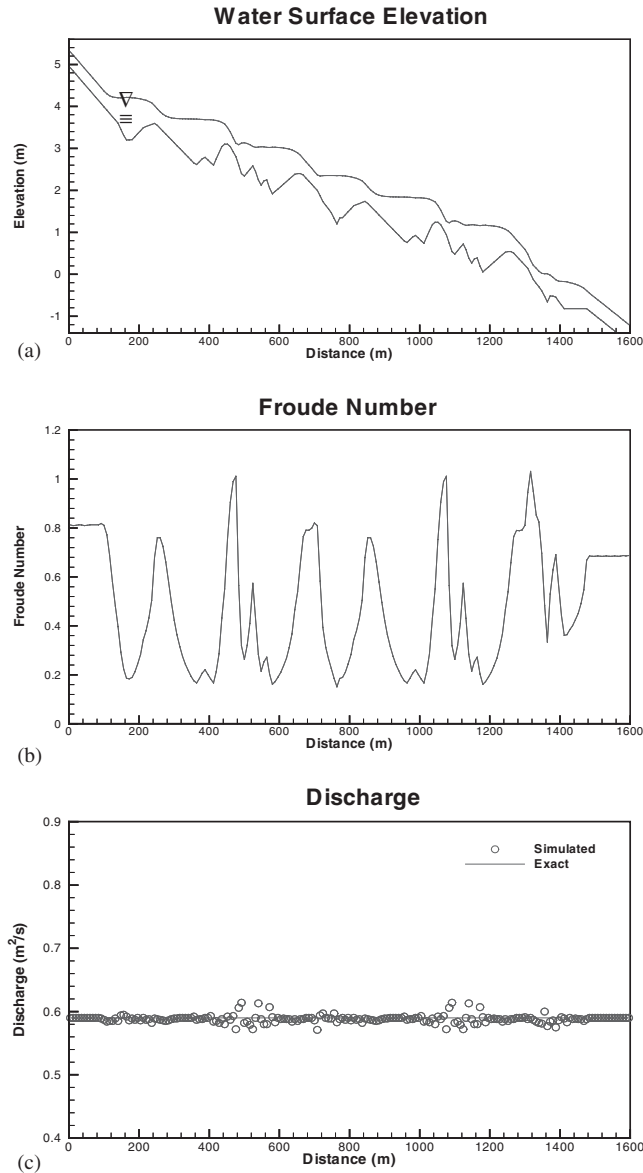 Water Surface Elevation
5
4
3
2
1
0
-1
Elevation (m)
0 200 400 600 800 1000 1200 1400 1600
Distance (m)
(a)
Froude Number
1.2
1
0.8
0.6
0.4
0.2
0
Froude Number
0 200 400 600 800 1000 1200 1400 1600
Distance (m)
(b)
Discharge
0.9
0.8
0.7
0.6
0.5
0.4
Discharge (m²/s)
Simulated
Exact
0 200 400 600 800 1000 1200 1400 1600
Distance (m)
(c)